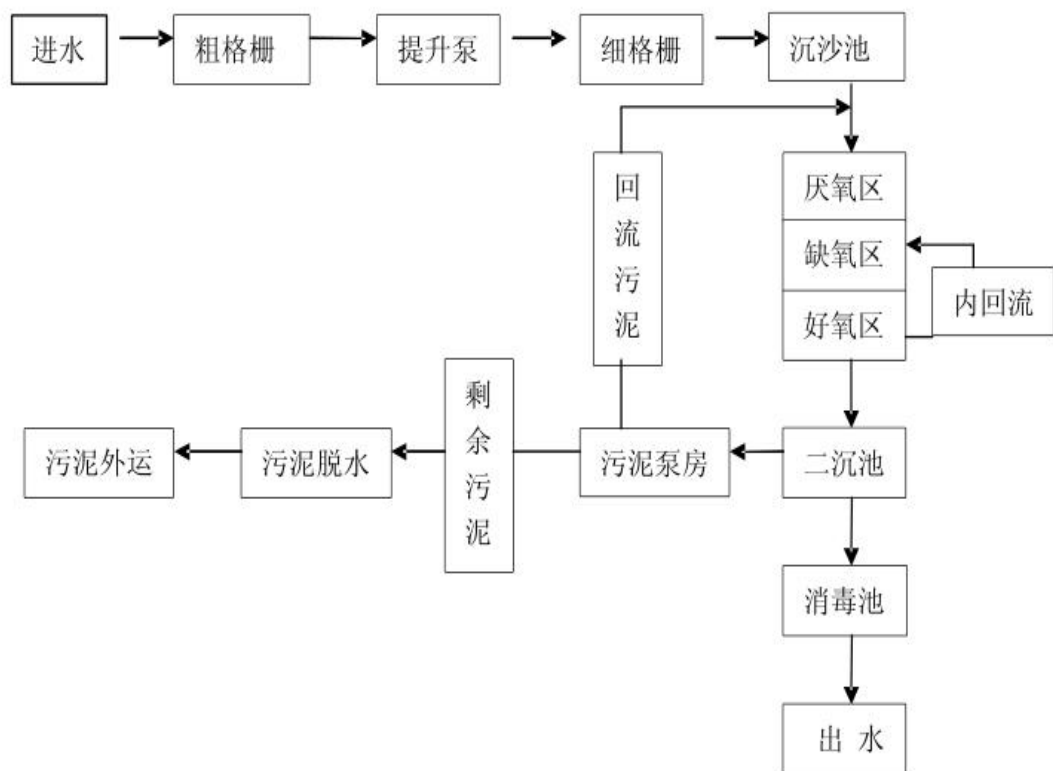 进水
粗格栅
提升泵
细格栅
沉沙池
回流污泥
厌氧区
缺氧区
内回流
好氧区
剩余污泥
污泥外运
污泥脱水
污泥泵房
二沉池
消毒池
出 水